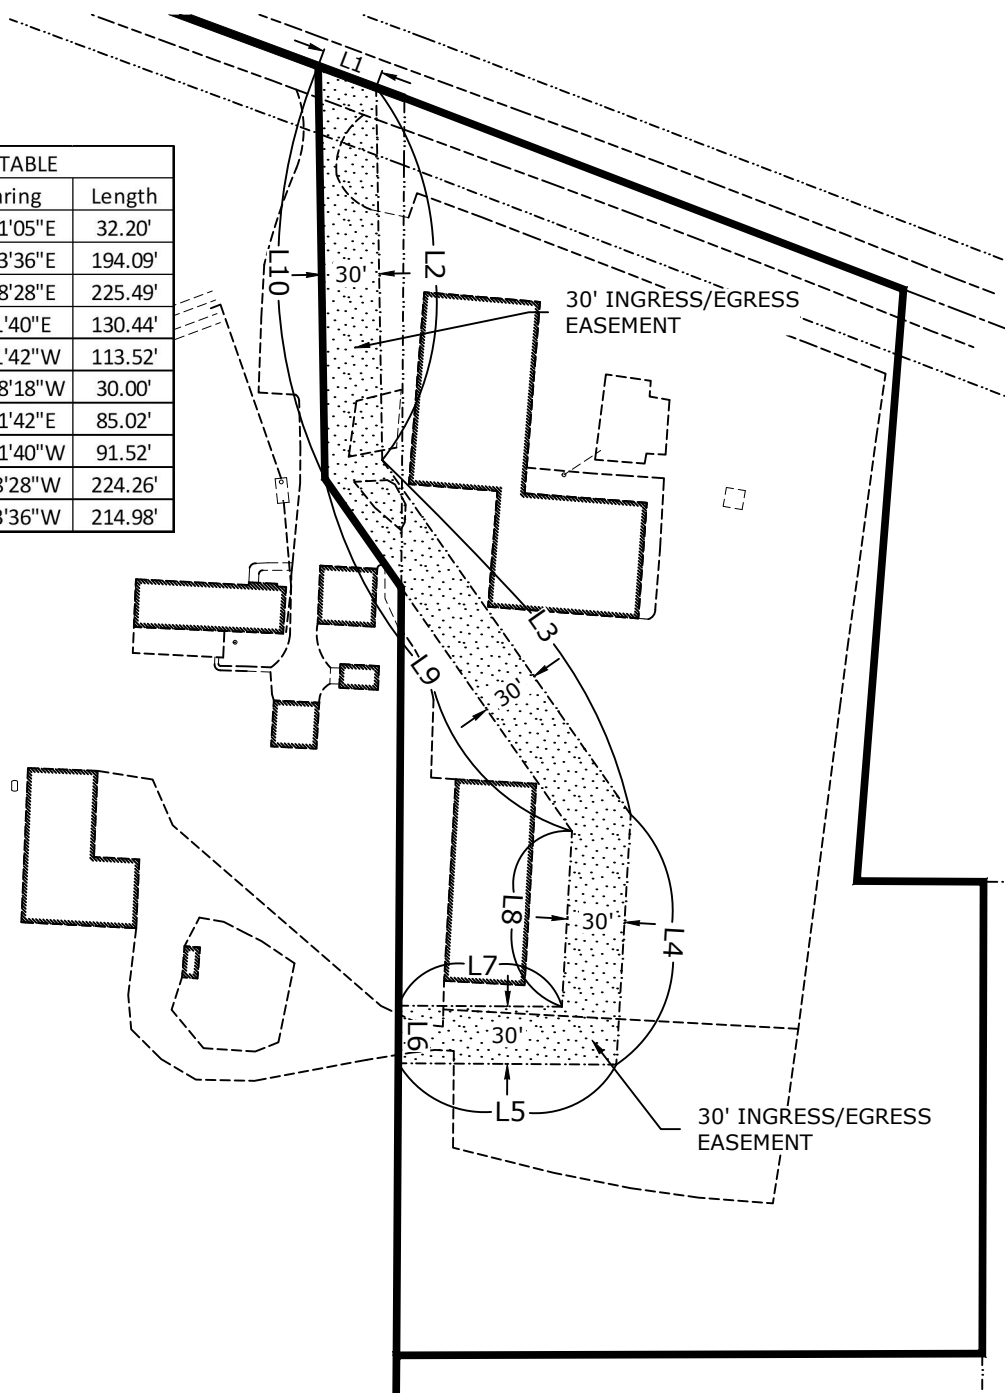 L1
TABLE
Length
1'05"E 32.20'
3'36"E 194.09'
8'28"E 225.49'
'40"E 130.44'
'42"W 113.52'
8'18"W 30.00'
1'42"E 85.02'
1'40"W 91.52'
8'28"W 224.26'
3'36"W 214.98'
L10
30'
L2
30' INGRESS/EGRESS
EASEMENT
L3
L9
30'
L8
30'
L4
L7
L6
30'
L5
30' INGRESS/EGRESS
EASEMENT